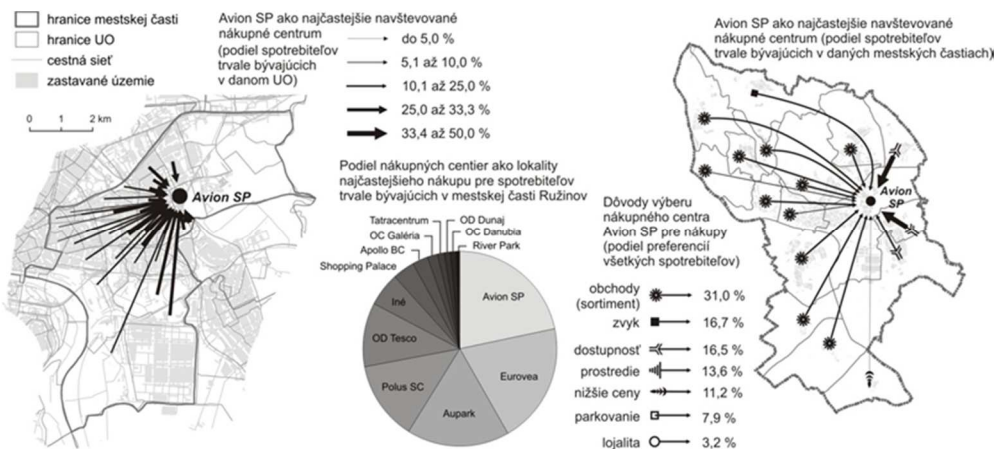 hranice mestskej časti
hranice UO
cestná sieť
zastavané územie
0 1 2 km
Avion SP
Avion SP ako najčastejšie navštevované
nákupné centrum
(podiel spotrebiteľov
trvale bývajúcich
v danom UO)
do 5,0 %
5,1 až 10,0 %
10,1 až 25,0 %
25,0 až 33,3 %
33,4 až 50,0 %
Podiel nákupných centier ako lokality
najčastejšieho nákupu pre spotrebiteľov
trvale bývajúcich v mestskej časti Ružinov
Tatracentrum
OC Galéria
Apollo BC
Shopping Palace
OD Dunaj
OC Danubia
River Park
Iné
OD Tesco
Polus SC
Aupark
Eurovea
Avion SP
Avion SP ako najčastejšie navštevované
nákupné centrum (podiel spotrebiteľov
trvale bývajúcich v daných mestských častiach)
Avion
SP
Dôvody výberu
nákupného centra
Avion SP pre nákupy
(podiel preferencií
všetkých spotrebiteľov)
obchody
(sortiment) 31,0 %
zvyk 16,7 %
dostupnosť 16,5 %
prostredie 13,6 %
nižšie ceny 11,2 %
parkovanie 7,9 %
lojalita 3,2 %